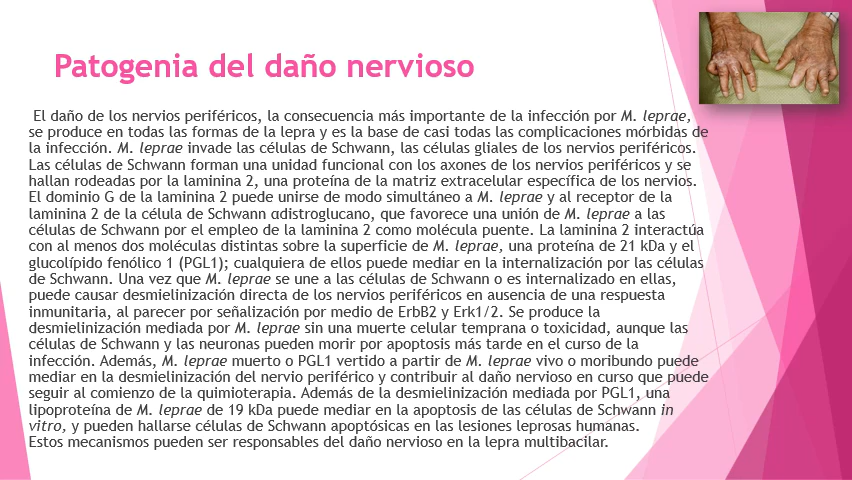 Patogenia del daño nervioso
El daño de los nervios periféricos, la consecuencia más importante de la infección por M. leprae,
se produce en todas las formas de la lepra y es la base de casi todas las complicaciones mórbidas de
la infección. M. leprae invade las células de Schwann, las células gliales de los nervios periféricos.
Las células de Schwann forman una unidad funcional con los axones de los nervios periféricos y se
hallan rodeadas por la laminina 2, una proteína de la matriz extracelular específica de los nervios.
El dominio G de la laminina 2 puede unirse de modo simultáneo a M. leprae y al receptor de la
laminina 2 de la célula de Schwann αdistroglucano, que favorece una unión de M. leprae a las
células de Schwann por el empleo de la laminina 2 como molécula puente. La laminina 2 interactúa
con al menos dos moléculas distintas sobre la superficie de M. leprae, una proteína de 21 kDa y el
glucolípido fenólico 1 (PGL1); cualquiera de ellos puede mediar en la internalización por las células
de Schwann. Una vez que M. leprae se une a las células de Schwann o es internalizado en ellas,
puede causar desmielinización directa de los nervios periféricos en ausencia de una respuesta
inmunitaria, al parecer por señalización por medio de ErbB2 y Erk1/2. Se produce la
desmielinización mediada por M. leprae sin una muerte celular temprana o toxicidad, aunque las
células de Schwann y las neuronas pueden morir por apoptosis más tarde en el curso de la
infección. Además, M. leprae muerto o PGL1 vertido a partir de M. leprae vivo o moribundo puede
mediar en la desmielinización del nervio periférico y contribuir al daño nervioso en curso que puede
seguir al comienzo de la quimioterapia. Además de la desmielinización mediada por PGL1, una
lipoproteína de M. leprae de 19 kDa puede mediar en la apoptosis de las células de Schwann in
vitro, y pueden hallarse células de Schwann apoptósicas en las lesiones leprosas humanas.
Estos mecanismos pueden ser responsables del daño nervioso en la lepra multibacilar.